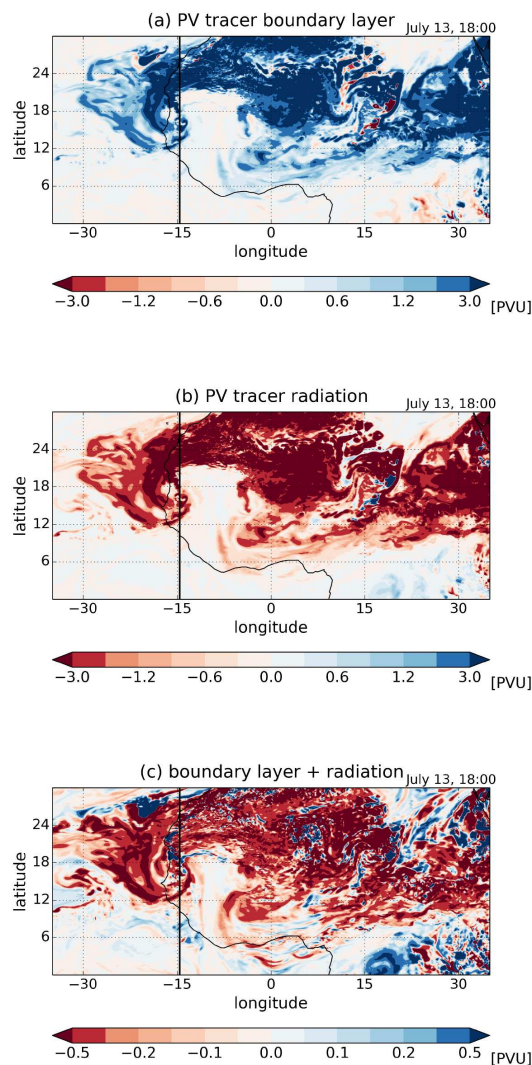 (a) PV tracer boundary layer
July 13, 18:00
24
18
12
6
latitude
−30 −15 0 15 30
longitude
−3.0 −1.2 −0.6 0.0 0.6 1.2 3.0
[PVU]
(b) PV tracer radiation
July 13, 18:00
24
18
12
6
latitude
−30 −15 0 15 30
longitude
−3.0 −1.2 −0.6 0.0 0.6 1.2 3.0
[PVU]
(c) boundary layer + radiation
July 13, 18:00
24
18
12
6
latitude
−30 −15 0 15 30
longitude
−0.5 −0.2 −0.1 0.0 0.1 0.2 0.5
[PVU]